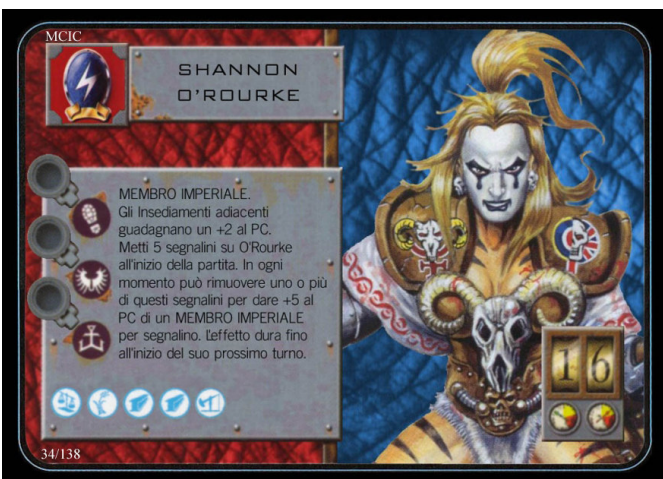 MCIC
SHANNON
O'ROURKE
MEMBRO IMPERIALE.
Gli Insediamenti adiacenti
guadagnano un +2 al PC.
Metti 5 segnalini su O'Rourke
all'inizio della partita. In ogni
momento può rimuovere uno o più
di questi segnalini per dare +5 al
PC di un MEMBRO IMPERIALE
per segnalino. L'effetto dura fino
all'inizio del suo prossimo turno.
16
34/138